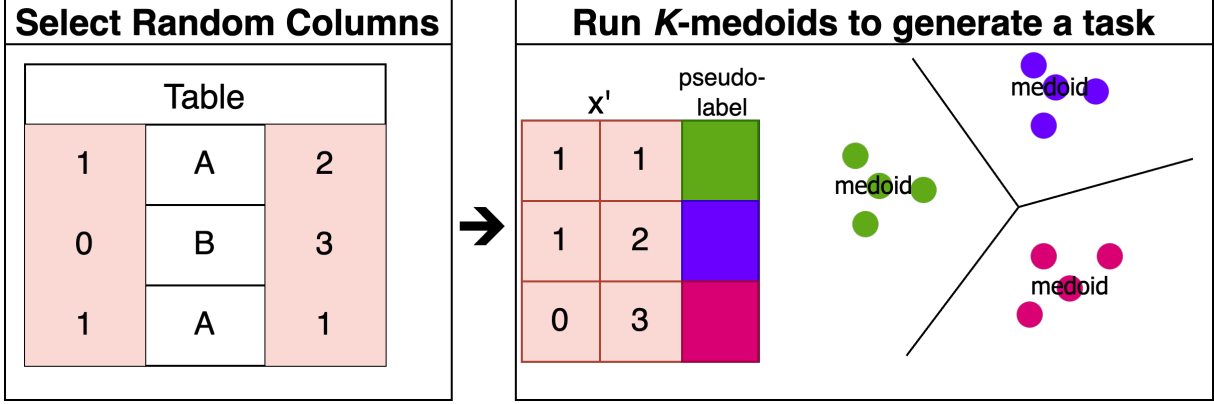 Select Random Columns
Table
1 A 2
0 B 3
1 A 1
Run K-medoids to generate a task
x'
pseudo-
label
1 1
1 2
0 3
medoid
medoid
medoid